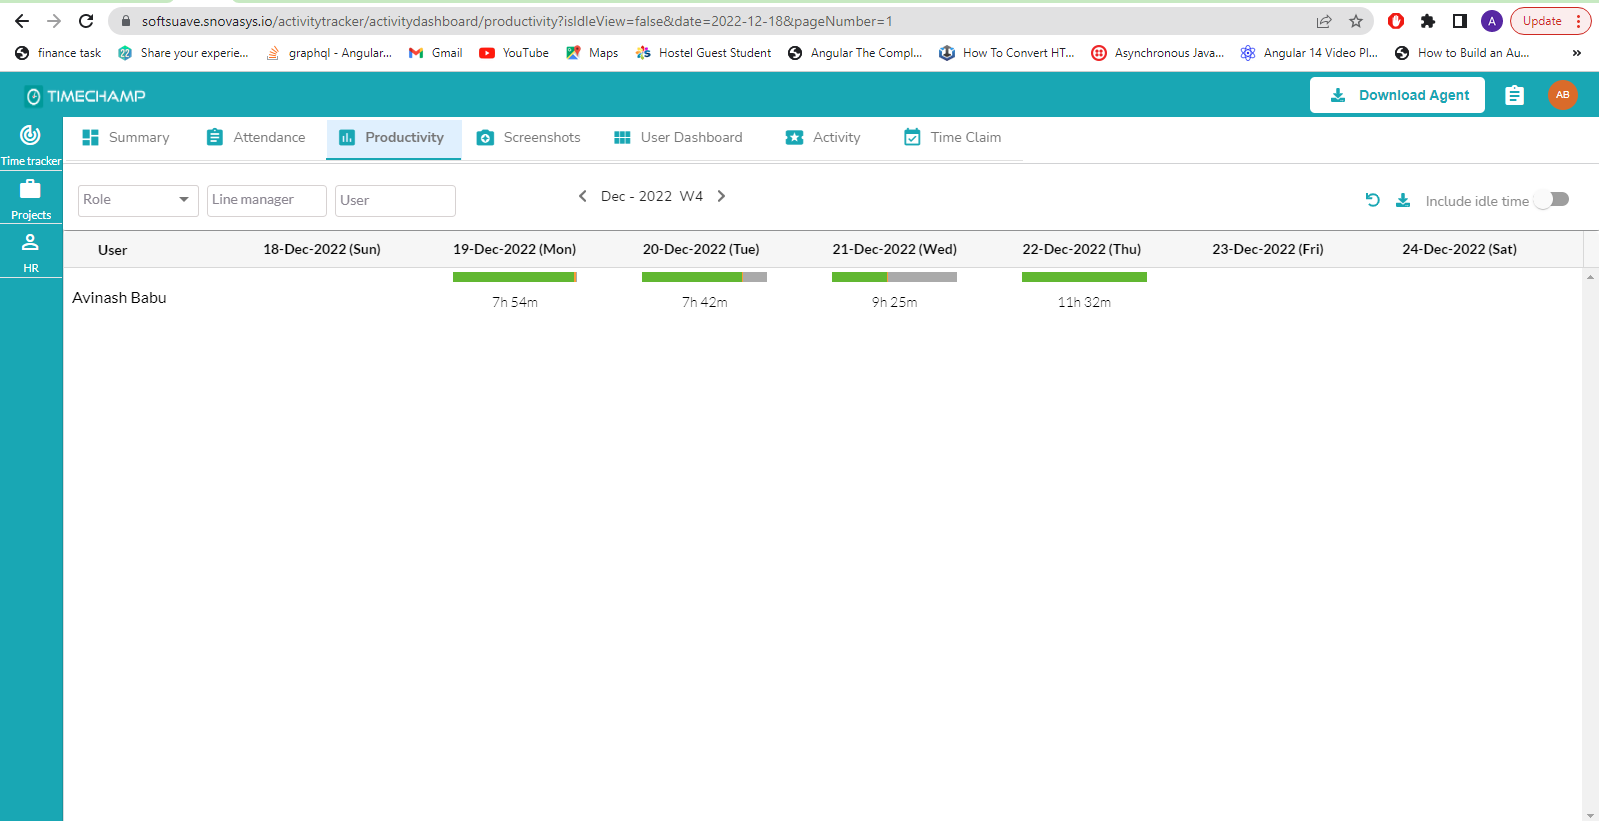 softsuave.snovasys.io/activitytracker/activitydashboard/productivity?isIdleView=false&date=2022-12-18&pageNumber=1
A
Update
finance task
Share your experie...
graphql - Angular...
Gmail
YouTube
Maps
Hostel Guest Student
Angular The Compl...
How To Convert HT...
Asynchronous Java...
Angular 14 Video Pl...
How to Build an Au...
»
TIMECHAMP
Download Agent
AB
Time tracker
Projects
HR
Summary
Attendance
Productivity
Screenshots
User Dashboard
Activity
Time Claim
Role
Line manager
User
Dec - 2022 W4
Include idle time
User
18-Dec-2022 (Sun)
19-Dec-2022 (Mon)
20-Dec-2022 (Tue)
21-Dec-2022 (Wed)
22-Dec-2022 (Thu)
23-Dec-2022 (Fri)
24-Dec-2022 (Sat)
Avinash Babu
7h 54m
7h 42m
9h 25m
11h 32m